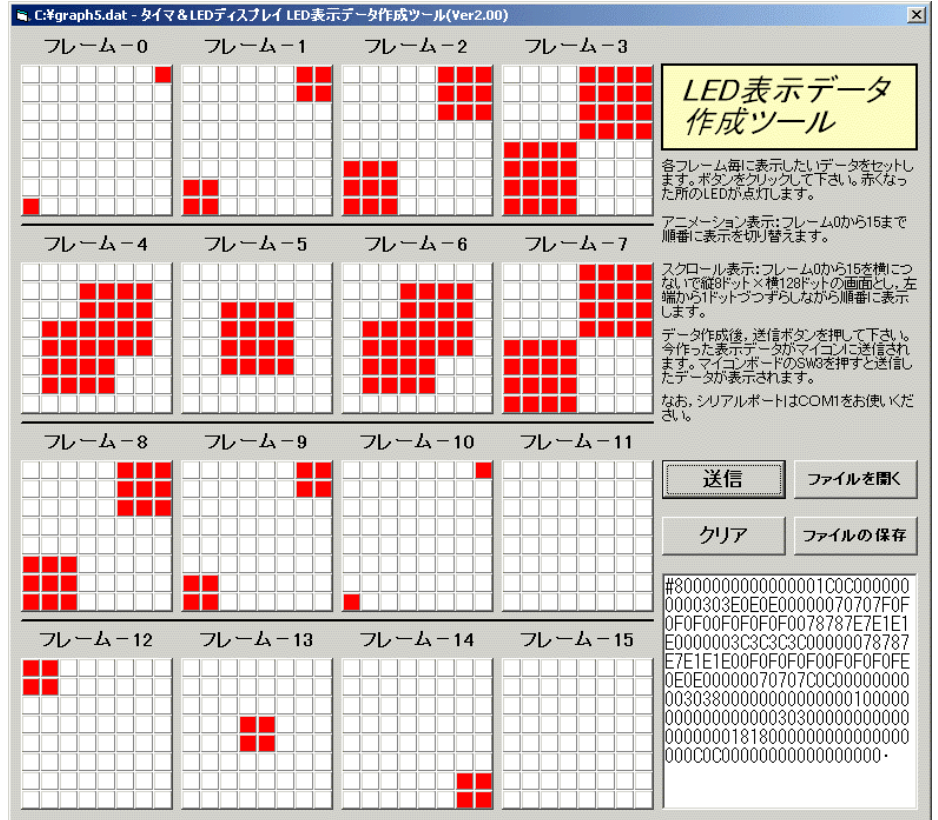 C:¥graph5.dat - タイマ＆LEDディスプレイ LED表示データ作成ツール(Ver2.00)
フレーム－0 フレーム－1 フレーム－2 フレーム－3
LED表示データ
作成ツール
各フレーム毎に表示したいデータをセットし
ます。ボタンをクリックして下さい。赤くなっ
た所のLEDが点灯します。
アニメーション表示：フレーム0から15まで
順番に表示を切り替えます。
フレーム－4 フレーム－5 フレーム－6 フレーム－7
スクロール表示：フレーム0から15を横につ
ないで縦8ドット×横128ドットの画面とし，左
端から1ドットづつずらしながら順番に表示
します。
データ作成後，送信ボタンを押して下さい。
今作った表示データがマイコンに送信され
ます。マイコンボードのSW3を押すと送信し
たデータが表示されます。
なお，シリアルポートはCOM1をお使いくだ
さい。
フレーム－8 フレーム－9 フレーム－10 フレーム－11
送信 ファイルを開く
クリア ファイルの保存
#80000000000000001C0C000000
0000303E0E0E00000070707F0F
0F0F00F0F0F0F0078787E7E1E1
E0000003C3C3C3C00000078787
E7E1E1E00F0F0F0F00F0F0F0FE
0E0E00000070707C0C00000000
00303800000000000000100000
00000000000030300000000000
00000001818000000000000000
000C0C00000000000000000・
フレーム－12 フレーム－13 フレーム－14 フレーム－15